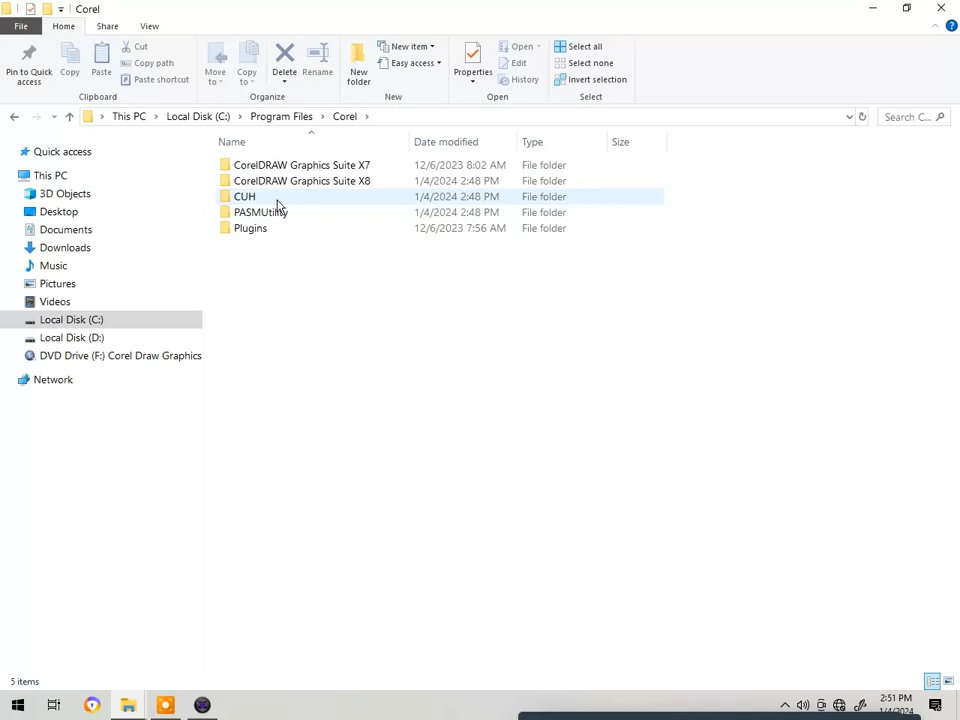 Corel
File Home Share View
Pin to Quick access
Copy
Paste
Cut
Copy path
Paste shortcut
Clipboard
Move to
Copy to
Delete
Rename
Organize
New folder
New item
Easy access
New
Properties
Open
Edit
History
Open
Select all
Select none
Invert selection
Select
This PC > Local Disk (C:) > Program Files > Corel >
Search C...
Name Date modified Type Size
CorelDRAW Graphics Suite X7 12/6/2023 8:02 AM File folder
CorelDRAW Graphics Suite X8 1/4/2024 2:48 PM File folder
CUH 1/4/2024 2:48 PM File folder
PASMUtility 1/4/2024 2:48 PM File folder
Plugins 12/6/2023 7:56 AM File folder
Quick access
This PC
3D Objects
Desktop
Documents
Downloads
Music
Pictures
Videos
Local Disk (C:)
Local Disk (D:)
DVD Drive (F:) Corel Draw Graphics
Network
5 items
2:51 PM
1/4/2024